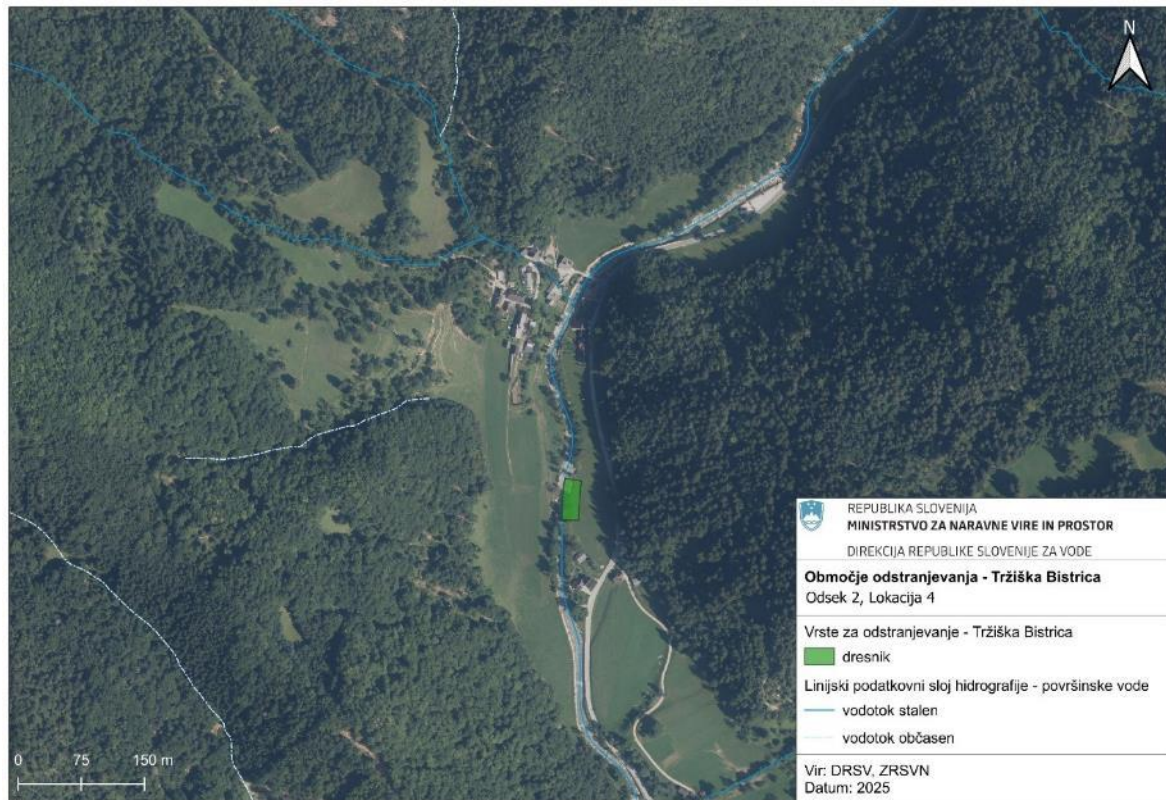 N
REPUBLIKA SLOVENIJA
MINISTRSTVO ZA NARAVNE VIRE IN PROSTOR
DIREKCIJA REPUBLIKE SLOVENIJE ZA VODE
Območje odstranjevanja - Tržiška Bistrica
Odsek 2, Lokacija 4
Vrste za odstranjevanje - Tržiška Bistrica
dresnik
Linijski podatkovni sloj hidrografije - površinske vode
vodotok stalen
vodotok občasen
0 75 150 m
Vir: DRSV, ZRSVN
Datum: 2025